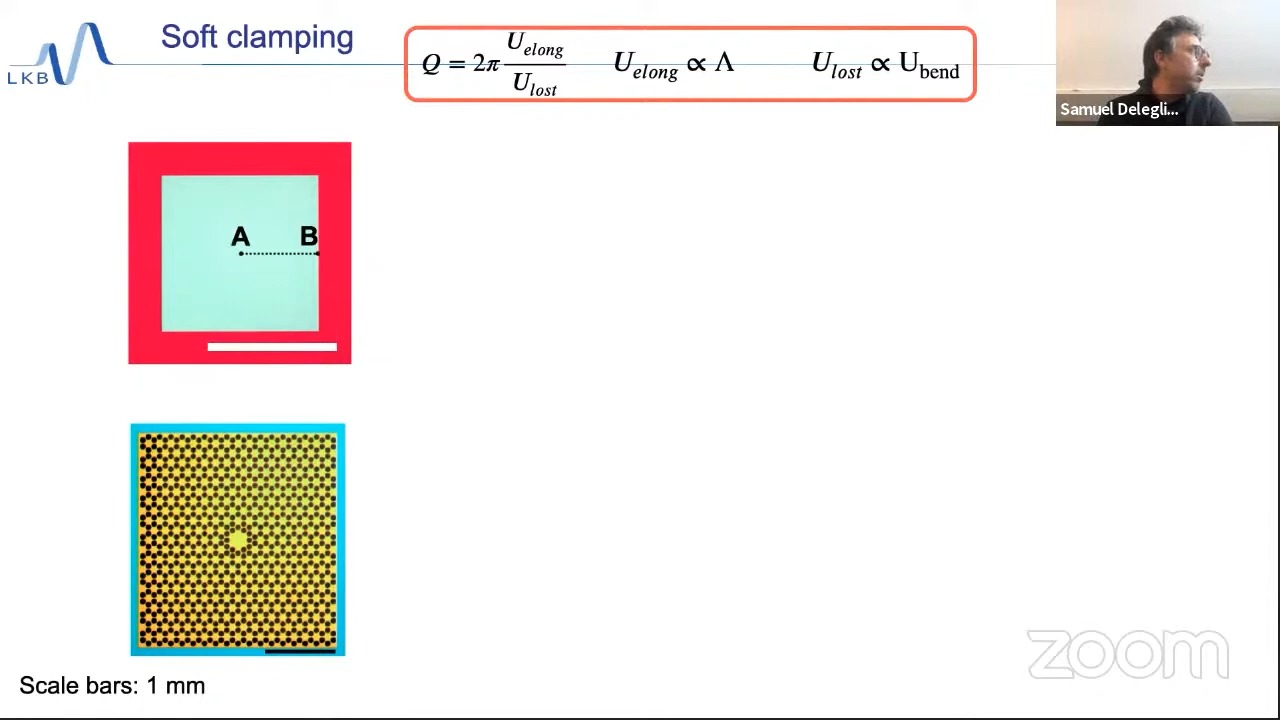 Soft clamping
LKB
Q = 2π U_elong / U_lost U_elong ∝ Λ U_lost ∝ U_bend
Samuel Delegli...
A B
zoom
Scale bars: 1 mm